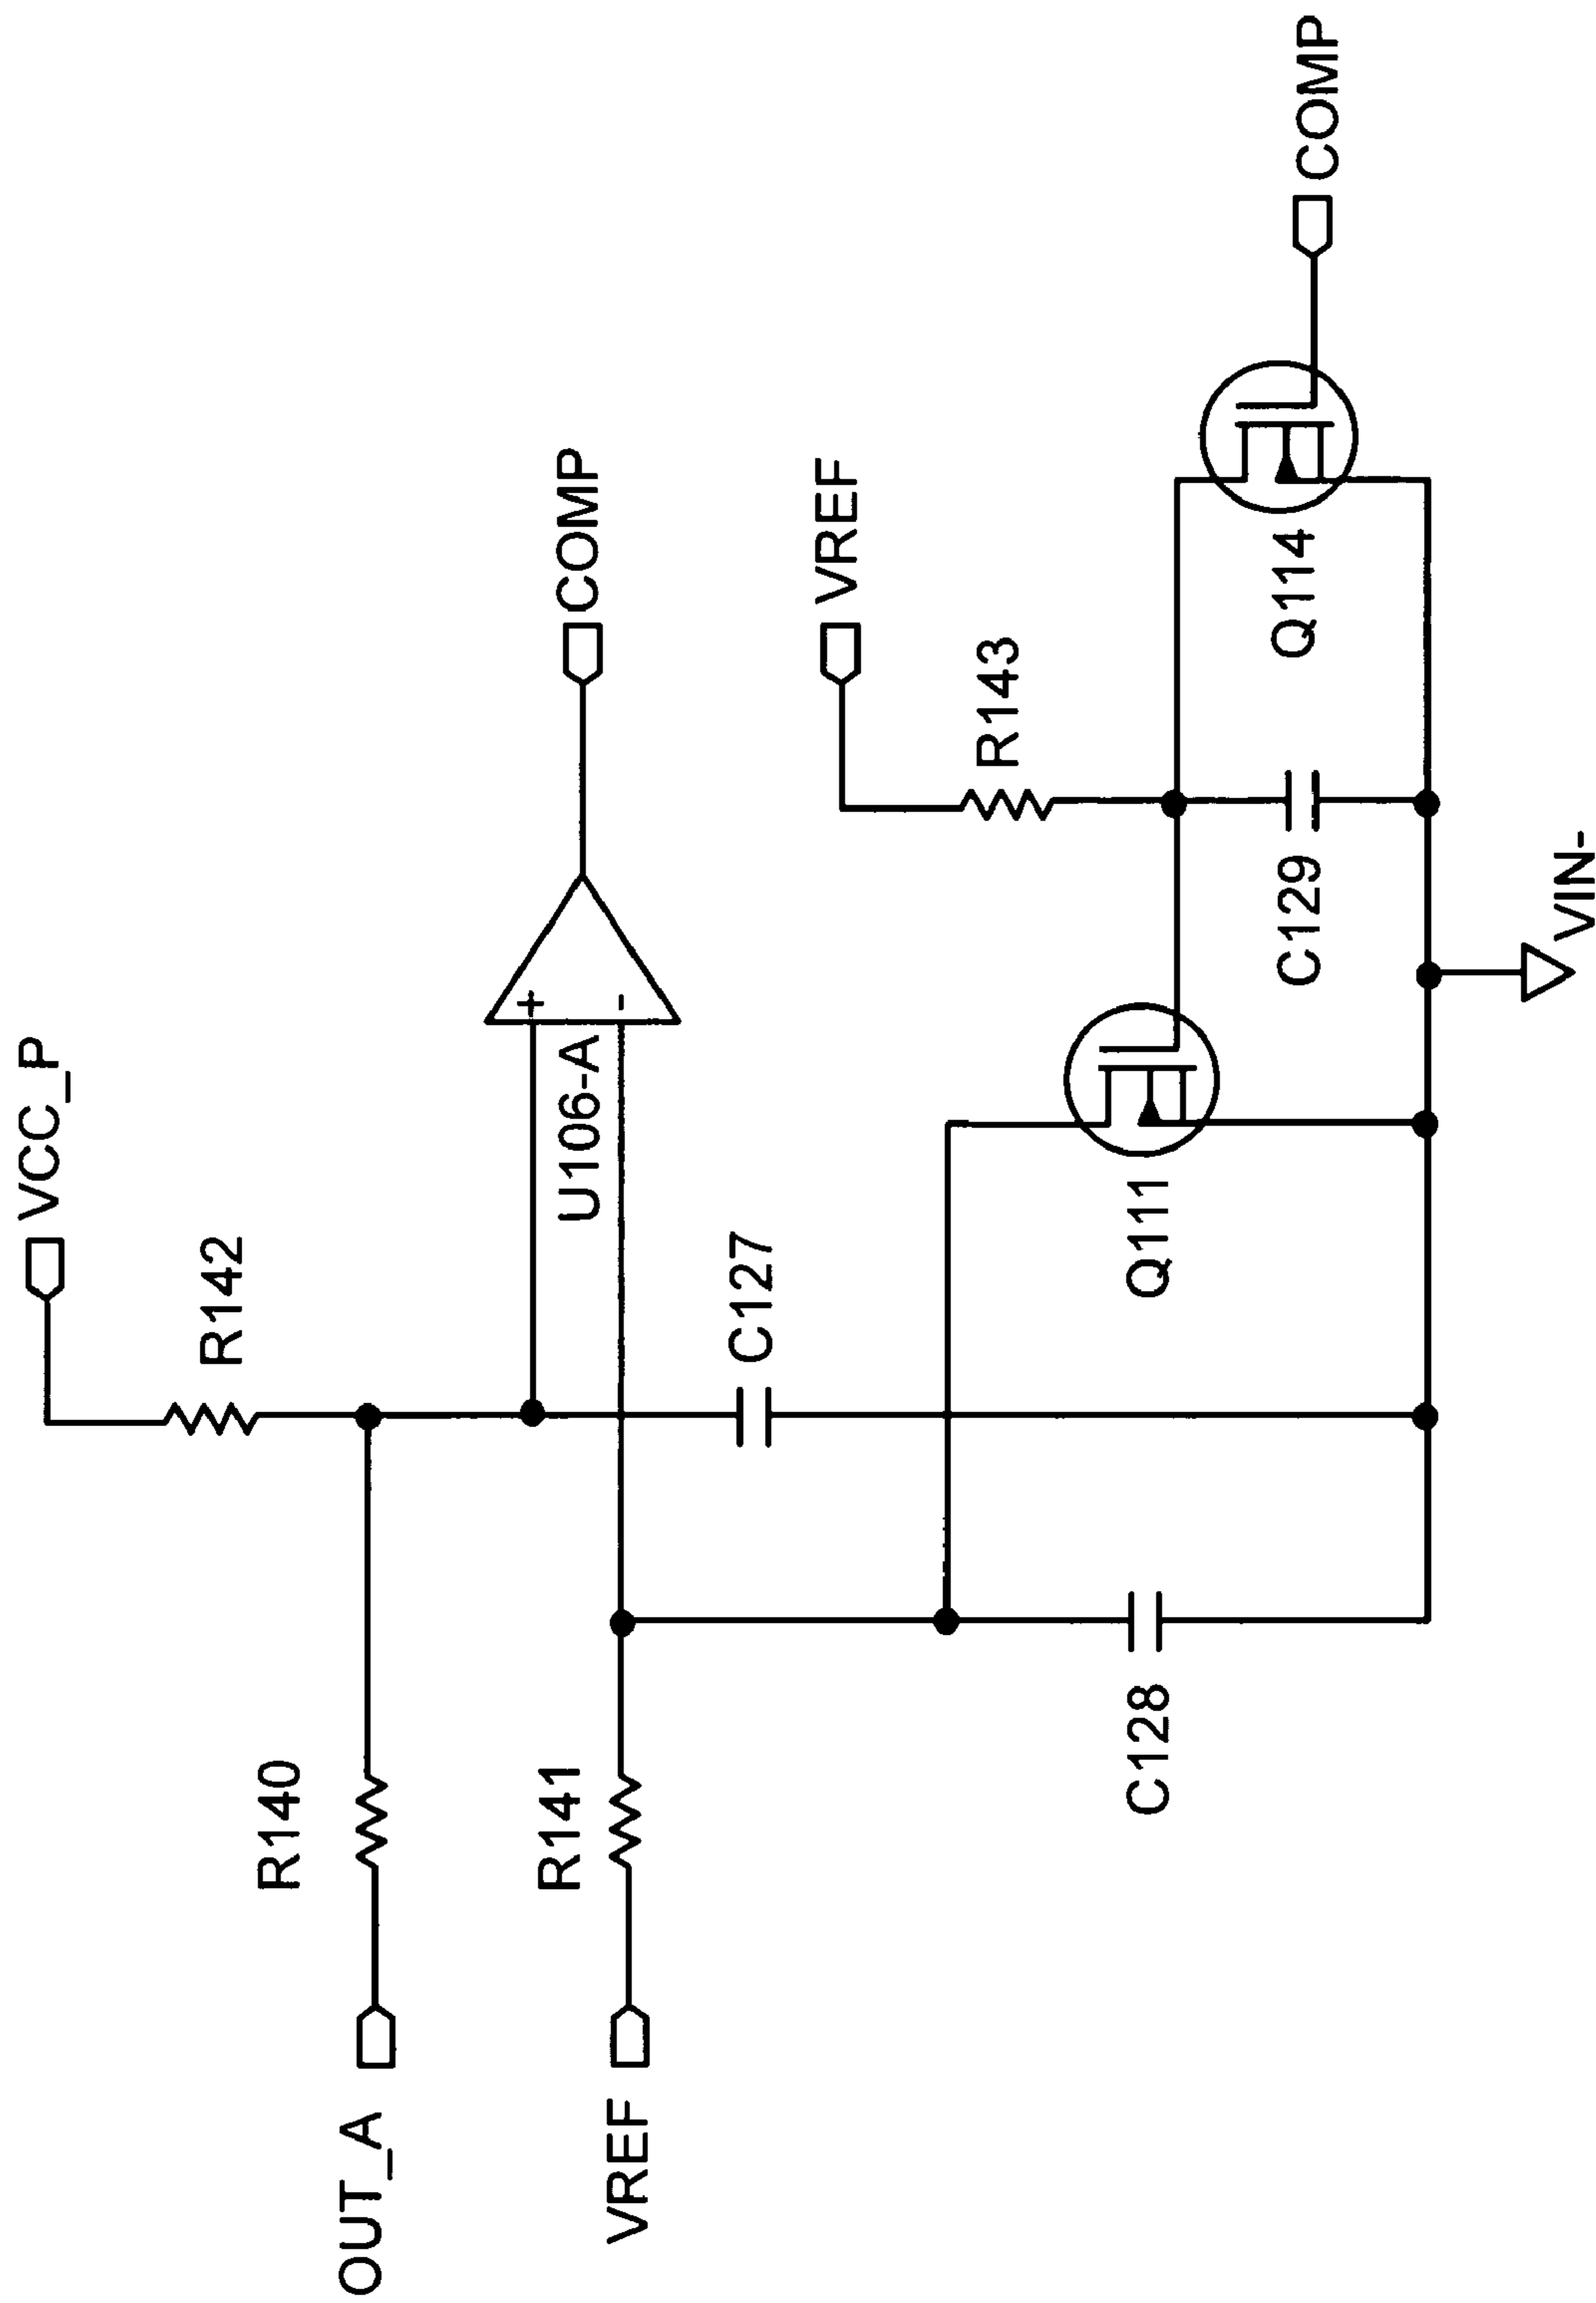 VCC_P
R142
R140
OUT_A
U106-A
+
-
COMP
R141
VREF
C127
VREF
R143
Q111
C128
C129
Q114
COMP
VIN-